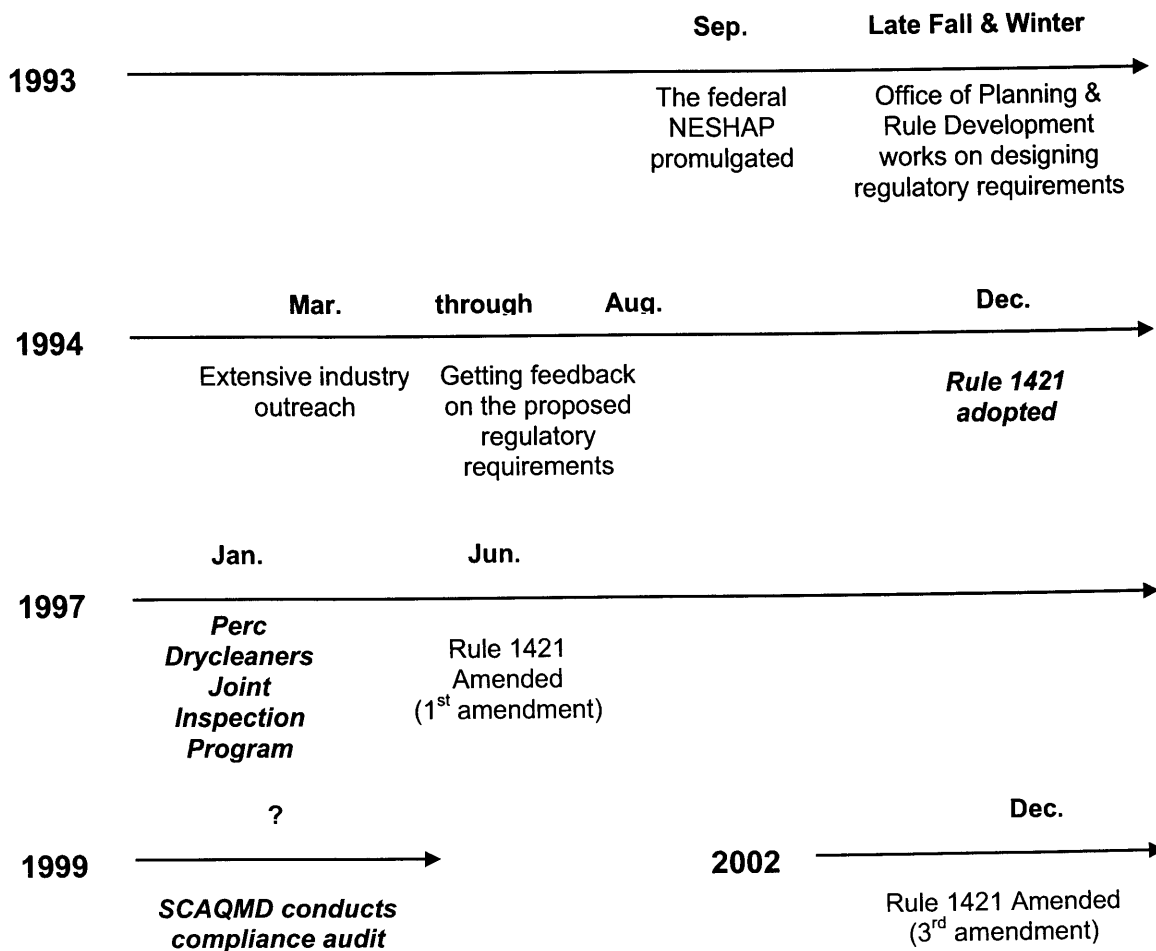 Sep. Late Fall & Winter
1993
The federal
NESHAP
promulgated
Office of Planning &
Rule Development
works on designing
regulatory requirements
Mar. through Aug. Dec.
1994
Extensive industry
outreach
Getting feedback
on the proposed
regulatory
requirements
Rule 1421
adopted
Jan. Jun.
1997
Perc
Drycleaners
Joint
Inspection
Program
Rule 1421
Amended
(1st amendment)
?
1999
SCAQMD conducts
compliance audit
Dec.
2002
Rule 1421 Amended
(3rd amendment)